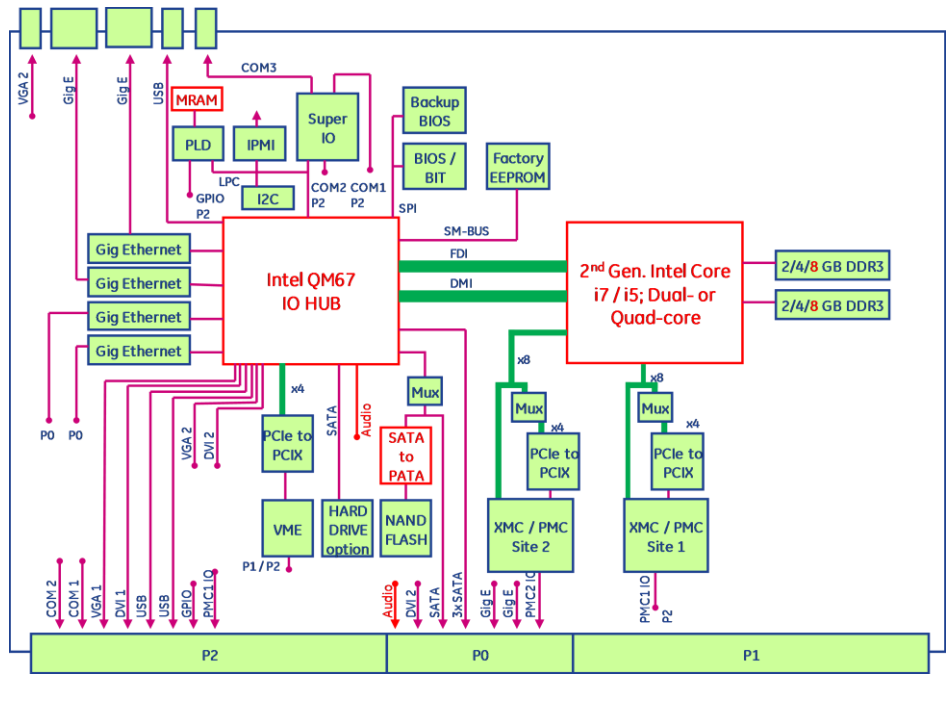 COM3
VGA 2
Gig E
Gig E
USB
MRAM
Super
IO
Backup
BIOS
PLD
IPMI
BIOS /
BIT
Factory
EEPROM
LPC
I2C
GPIO
P2
COM2
P2
COM1
P2
SPI
SM-BUS
Gig Ethernet
Gig Ethernet
Gig Ethernet
Gig Ethernet
Intel QM67
IO HUB
FDI
DMI
2nd Gen. Intel Core
i7 / i5; Dual- or
Quad-core
2/4/8 GB DDR3
2/4/8 GB DDR3
x8
x8
x4
SATA
Audio
Mux
Mux
Mux
x4
x4
P0
P0
VGA 2
DVI 2
PCIe to
PCIX
SATA
to
PATA
PCIe to
PCIX
PCIe to
PCIX
VME
HARD
DRIVE
option
NAND
FLASH
XMC / PMC
Site 2
XMC / PMC
Site 1
P1 / P2
COM 2
COM 1
VGA 1
DVI 1
USB
USB
GPIO
PMC1 IO
Audio
DVI 2
SATA
3x SATA
Gig E
Gig E
PMC2 IO
PMC1 IO
P2
P2
P0
P1